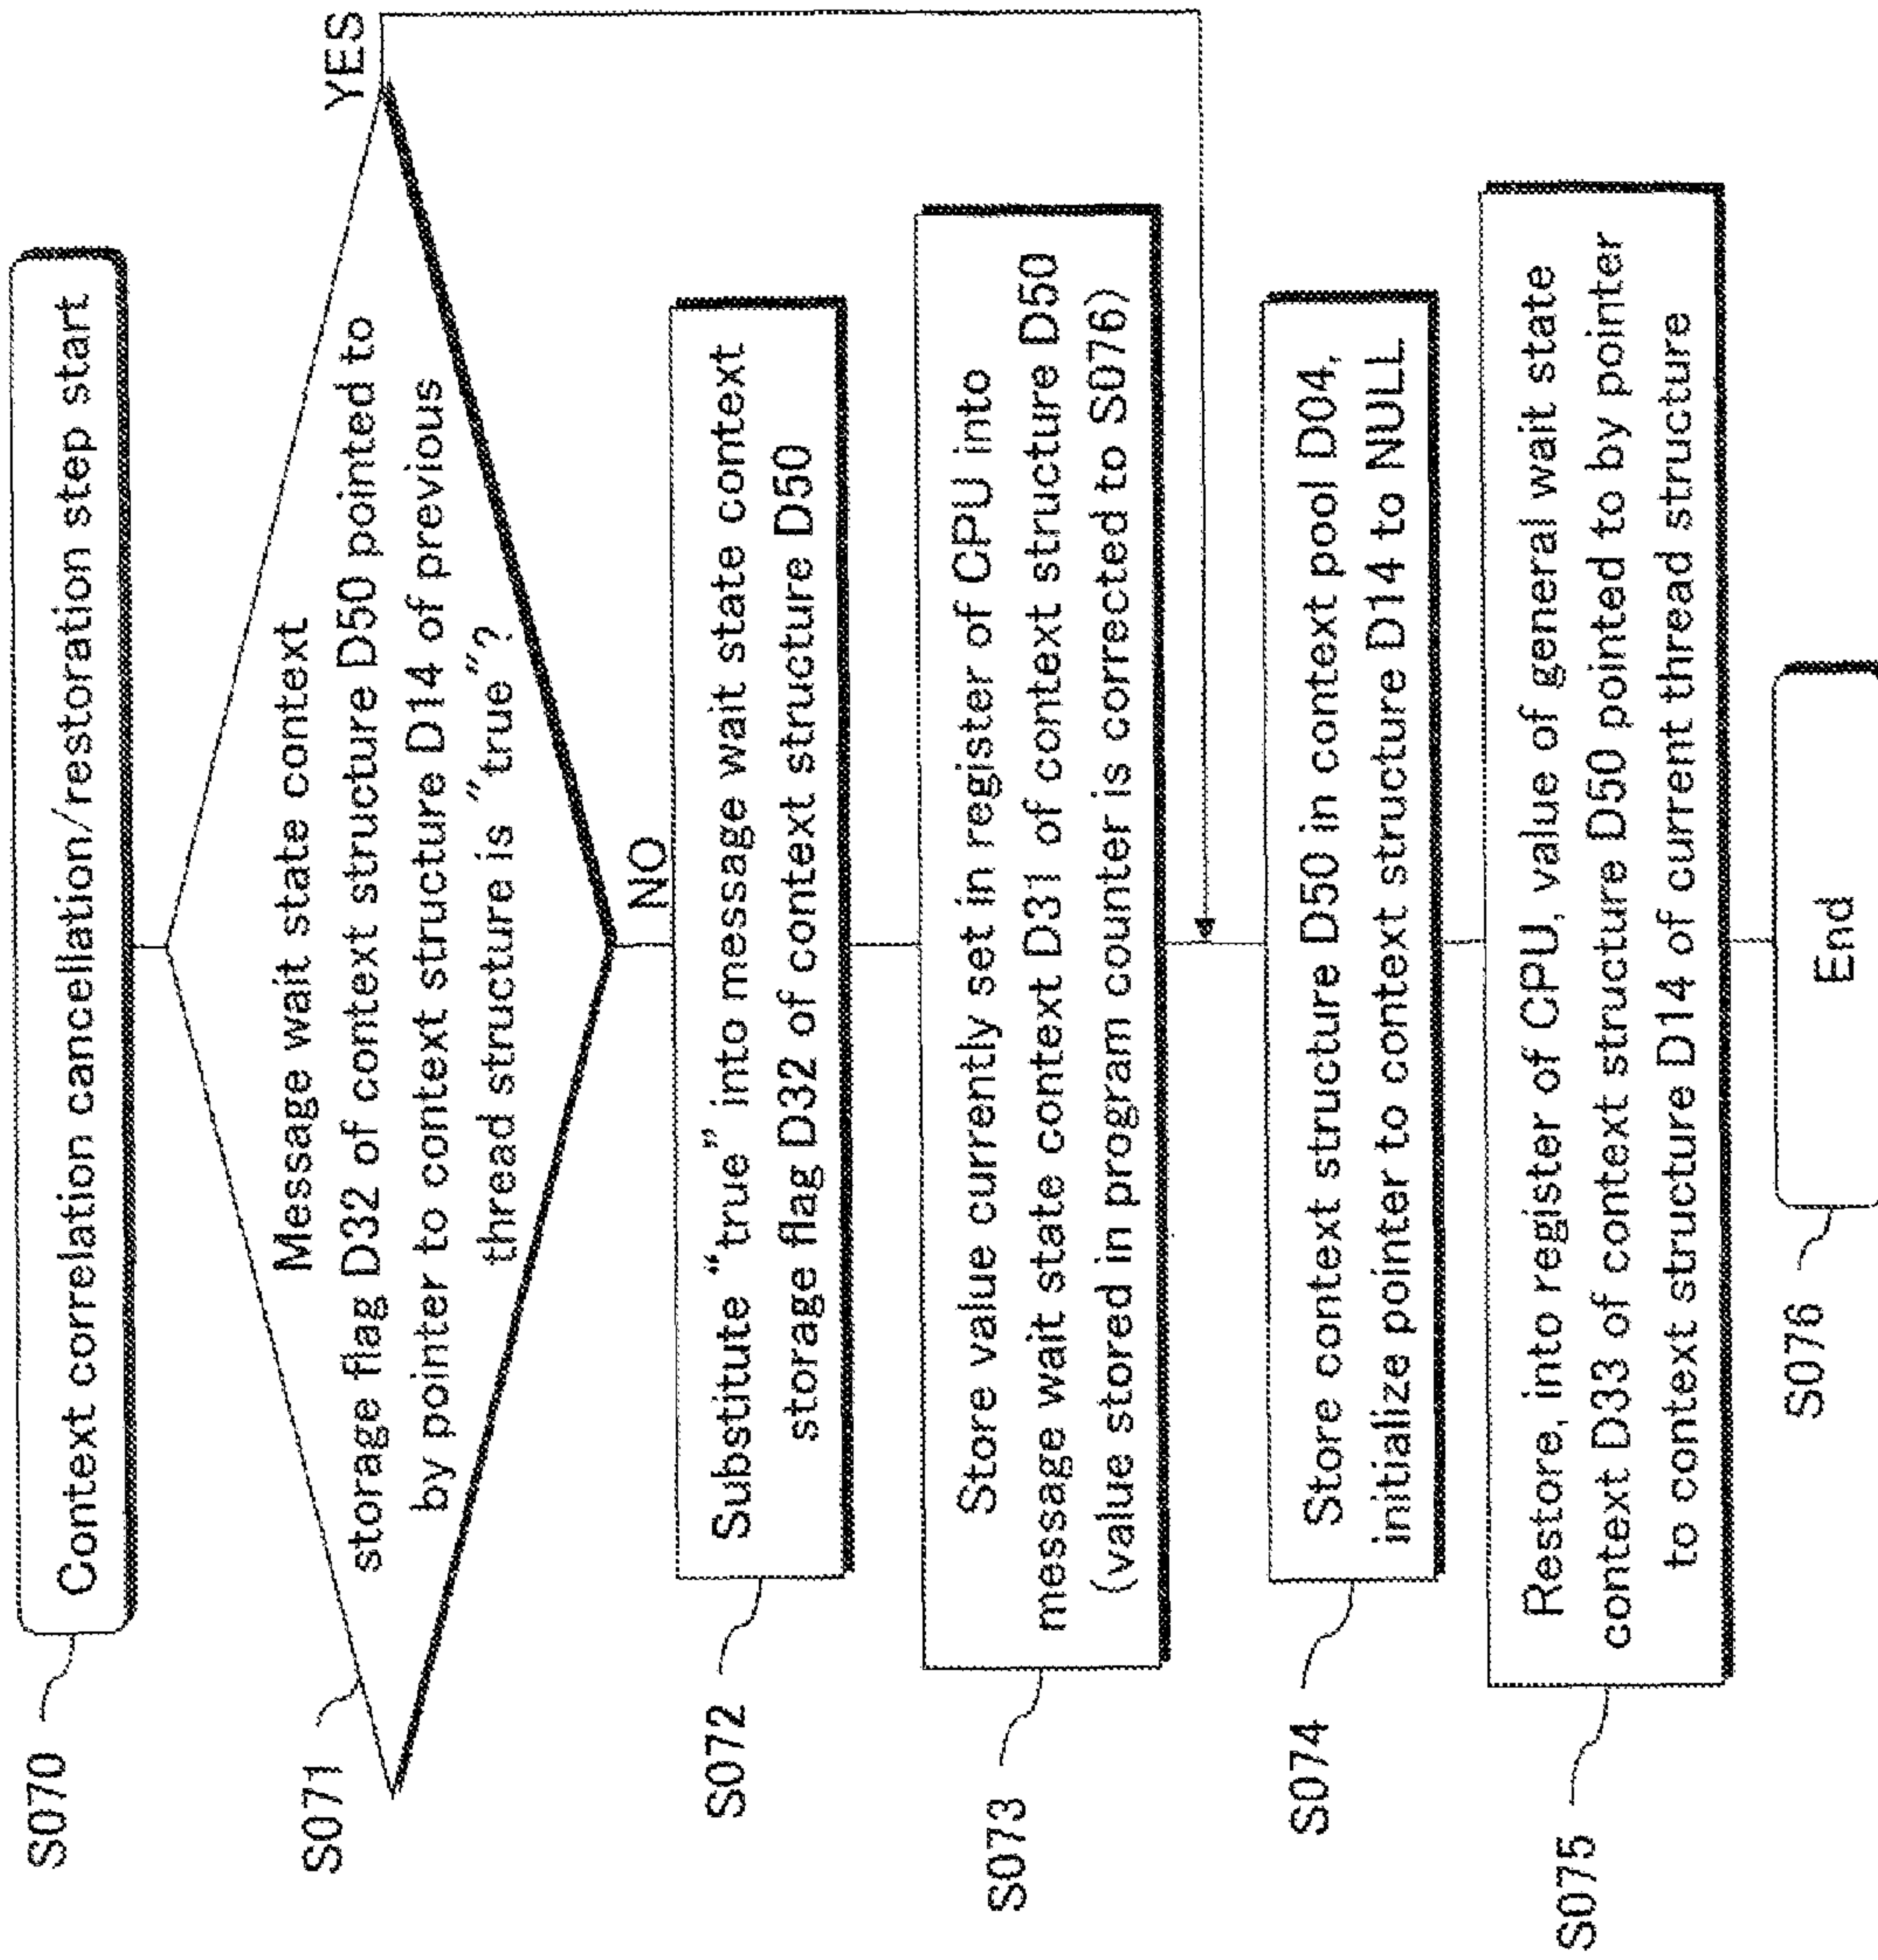 S070
Context correlation cancellation/restoration step start
S071
Message wait state context
storage flag D32 of context structure D50 pointed to
by pointer to context structure D14 of previous
thread structure is "true"?
YES
NO
S072
Substitute "true" into message wait state context
storage flag D32 of context structure D50
S073
Store value currently set in register of CPU into
message wait state context D31 of context structure D50
(value stored in program counter is corrected to S076)
S074
Store context structure D50 in context pool D04,
initialize pointer to context structure D14 to NULL
S075
Restore, into register of CPU, value of general wait state
context D33 of context structure D50 pointed to by pointer
to context structure D14 of current thread structure
S076
End